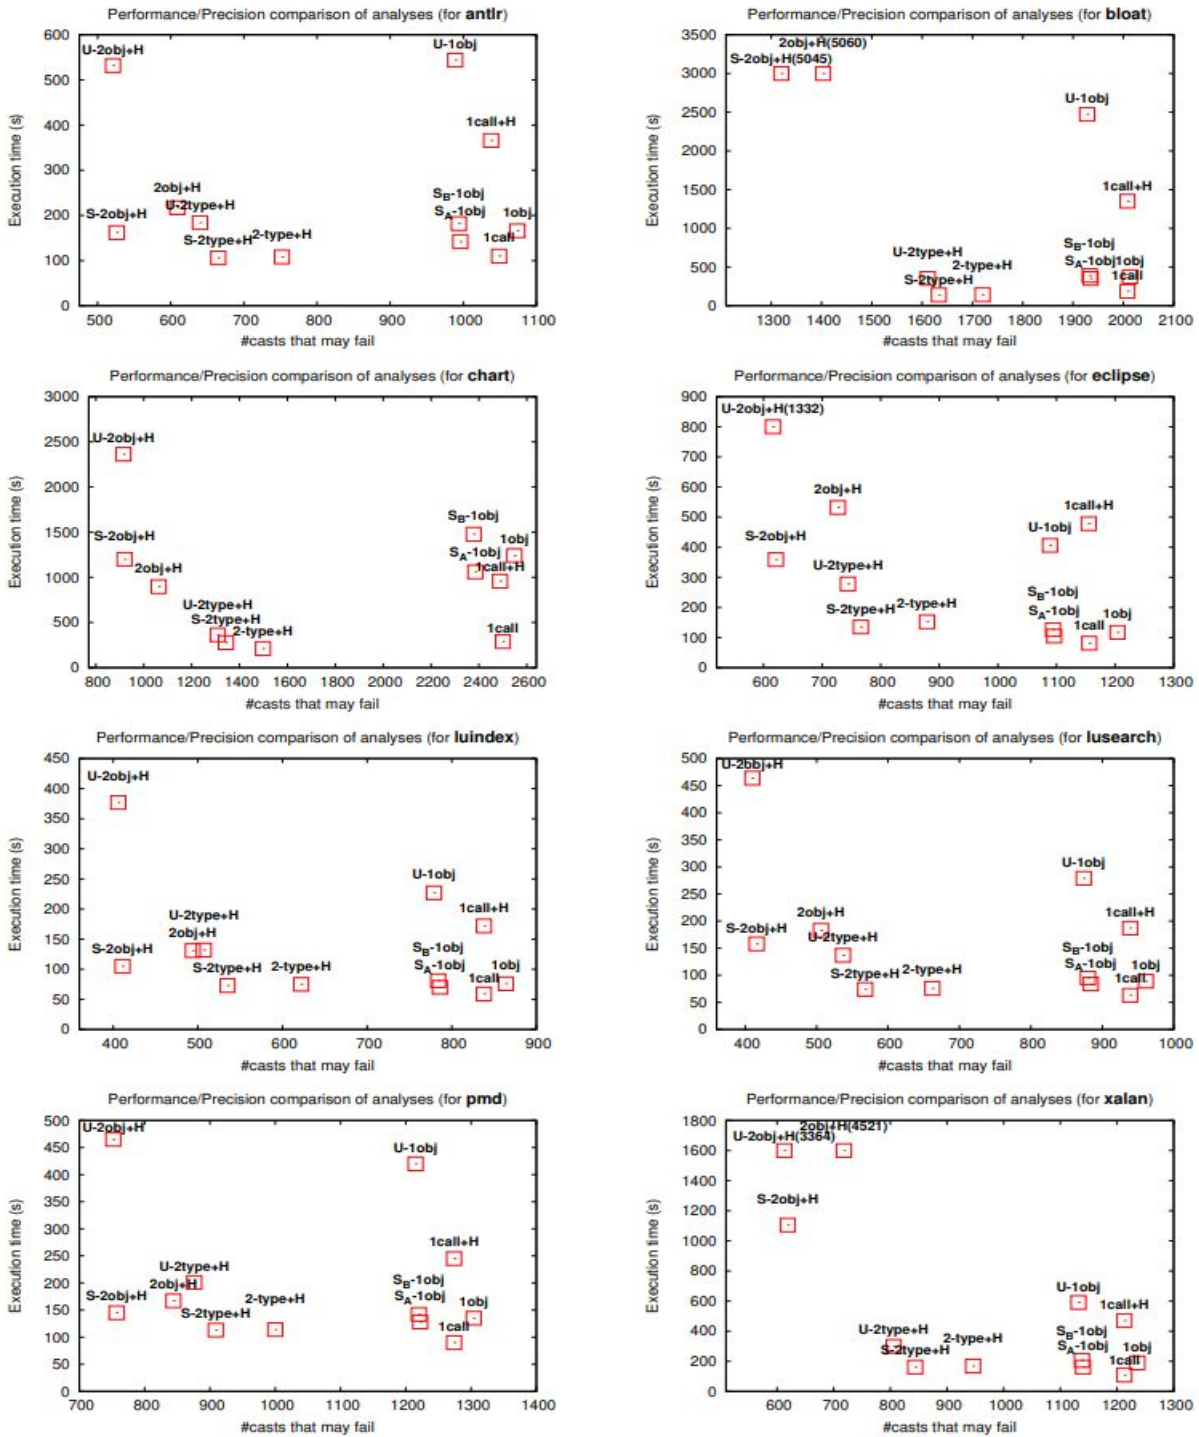 Performance/Precision comparison of analyses (for antlr)
Execution time (s)
600
500
400
300
200
100
0
U-2obj+H
U-1obj
1call+H
2obj+H
U-2type+H
S-2obj+H
S-2type+H
2-type+H
SB-1obj
SA-1obj
1obj
1call
500 600 700 800 900 1000 1100
#casts that may fail
Performance/Precision comparison of analyses (for bloat)
Execution time (s)
3500
3000
2500
2000
1500
1000
500
0
2obj+H(5060)
S-2obj+H(5045)
U-1obj
1call+H
U-2type+H
2-type+H
S-2type+H
SB-1obj
SA-1obj
1obj
1call
1300 1400 1500 1600 1700 1800 1900 2000 2100
#casts that may fail
Performance/Precision comparison of analyses (for chart)
Execution time (s)
3000
2500
2000
1500
1000
500
0
U-2obj+H
S-2obj+H
2obj+H
U-2type+H
S-2type+H
2-type+H
SB-1obj
1obj
SA-1obj
1call+H
1call
800 1000 1200 1400 1600 1800 2000 2200 2400 2600
#casts that may fail
Performance/Precision comparison of analyses (for eclipse)
Execution time (s)
900
800
700
600
500
400
300
200
100
0
U-2obj+H(1332)
2obj+H
1call+H
S-2obj+H
U-1obj
U-2type+H
S-2type+H
2-type+H
SB-1obj
SA-1obj
1obj
1call
600 700 800 900 1000 1100 1200 1300
#casts that may fail
Performance/Precision comparison of analyses (for luindex)
Execution time (s)
450
400
350
300
250
200
150
100
50
0
U-2obj+H
U-1obj
U-2type+H
1call+H
2obj+H
S-2obj+H
S-2type+H
2-type+H
SB-1obj
SA-1obj
1obj
1call
400 500 600 700 800 900
#casts that may fail
Performance/Precision comparison of analyses (for lusearch)
Execution time (s)
500
450
400
350
300
250
200
150
100
50
0
U-2obj+H
U-1obj
2obj+H
1call+H
S-2obj+H
U-2type+H
S-2type+H
2-type+H
SB-1obj
SA-1obj
1obj
1call
400 500 600 700 800 900 1000
#casts that may fail
Performance/Precision comparison of analyses (for pmd)
Execution time (s)
500
450
400
350
300
250
200
150
100
50
0
U-2obj+H
U-1obj
1call+H
U-2type+H
2obj+H
S-2obj+H
S-2type+H
2-type+H
SB-1obj
SA-1obj
1obj
1call
700 800 900 1000 1100 1200 1300 1400
#casts that may fail
Performance/Precision comparison of analyses (for xalan)
Execution time (s)
1800
1600
1400
1200
1000
800
600
400
200
0
2obj+H(4521)
U-2obj+H(3364)
S-2obj+H
U-1obj
1call+H
U-2type+H
S-2type+H
2-type+H
SB-1obj
SA-1obj
1obj
1call
600 700 800 900 1000 1100 1200 1300
#casts that may fail